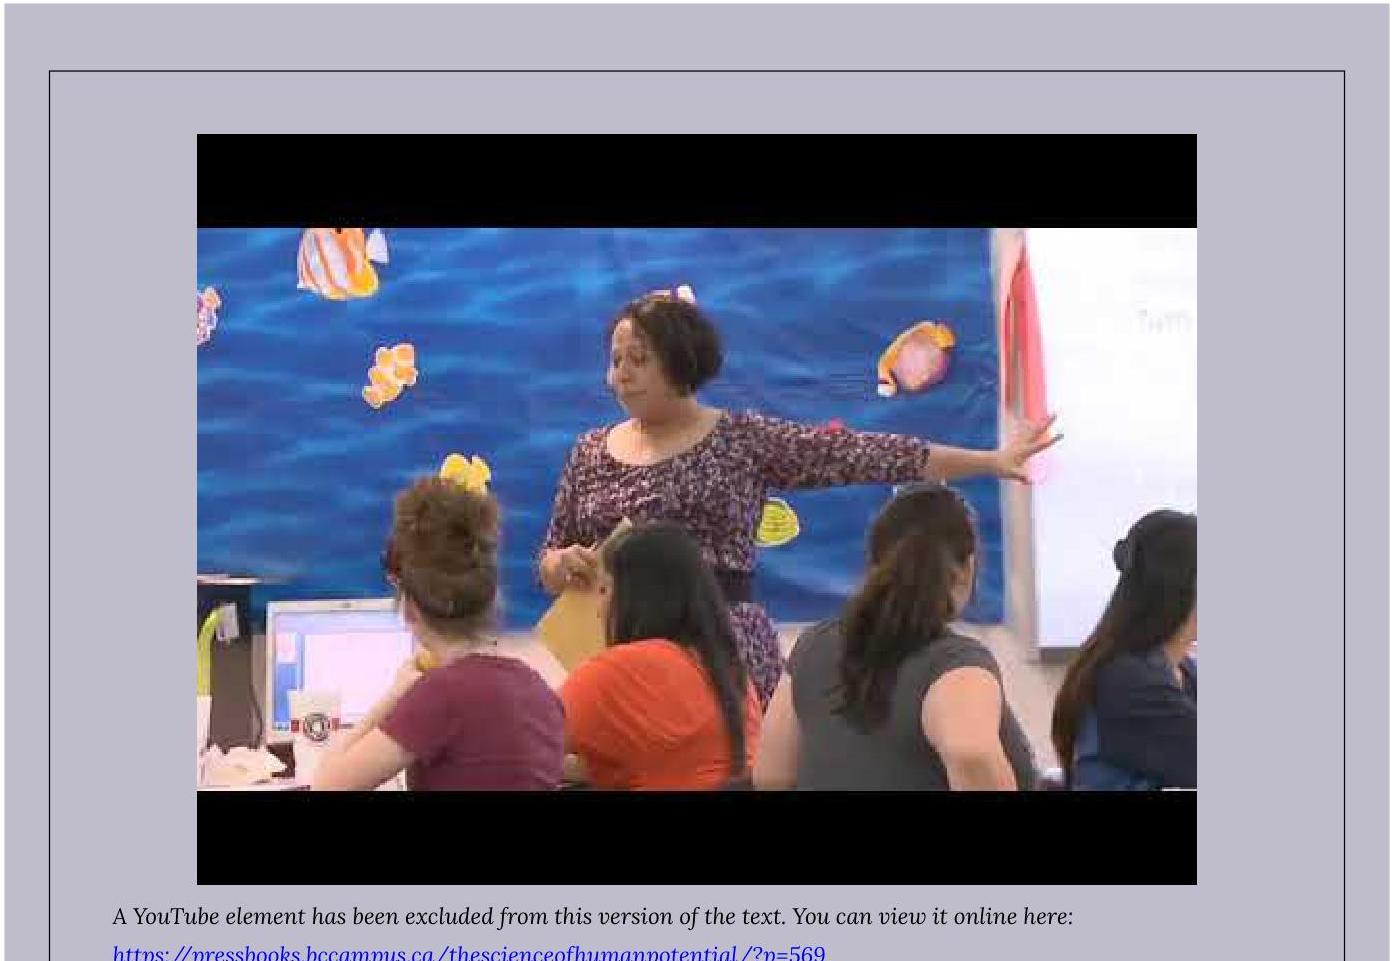 A YouTube element has been excluded from this version of the text. You can view it online here:
https://pressbooks.bccampus.ca/thescienceofhumanpotential/?p=569